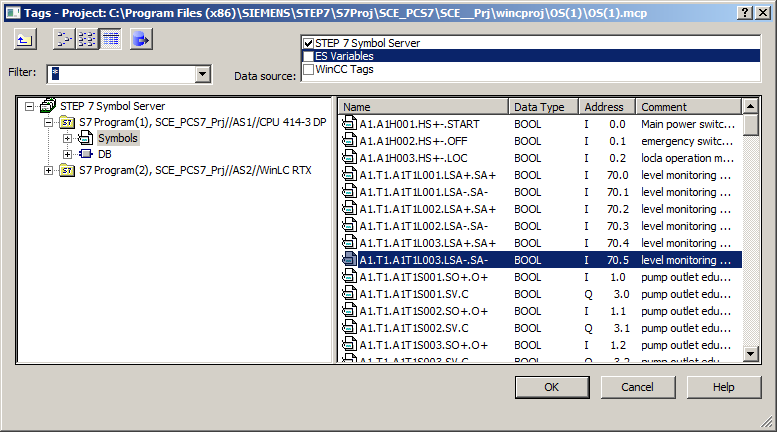 Tags - Project: C:\Program Files (x86)\SIEMENS\STEP7\S7Proj\SCE_PCS7\SCE__Prj\wincproj\OS(1)\OS(1).mcp
Filter: *
Data source:
STEP 7 Symbol Server
ES Variables
WinCC Tags
STEP 7 Symbol Server
S7 Program(1), SCE_PCS7_Prj//AS1//CPU 414-3 DP
Symbols
DB
S7 Program(2), SCE_PCS7_Prj//AS2//WinLC RTX
Name Data Type Address Comment
A1.A1H001.HS+-.START BOOL I 0.0 Main power switc...
A1.A1H002.HS+-.OFF BOOL I 0.1 emergency switc...
A1.A1H003.HS+-.LOC BOOL I 0.2 locla operation m...
A1.T1.A1T1L001.LSA+.SA+ BOOL I 70.0 level monitoring ...
A1.T1.A1T1L001.LSA-.SA- BOOL I 70.1 level monitoring ...
A1.T1.A1T1L002.LSA+.SA+ BOOL I 70.2 level monitoring ...
A1.T1.A1T1L002.LSA-.SA- BOOL I 70.3 level monitoring ...
A1.T1.A1T1L003.LSA+.SA+ BOOL I 70.4 level monitoring ...
A1.T1.A1T1L003.LSA-.SA- BOOL I 70.5 level monitoring ...
A1.T1.A1T1S001.SO+.O+ BOOL I 1.0 pump outlet edu...
A1.T1.A1T1S001.SV.C BOOL Q 3.0 pump outlet edu...
A1.T1.A1T1S002.SO+.O+ BOOL I 1.1 pump outlet edu...
A1.T1.A1T1S002.SV.C BOOL Q 3.1 pump outlet edu...
A1.T1.A1T1S003.SO+.O+ BOOL I 1.2 pump outlet edu...
A1.T1.A1T1S003.SV.C BOOL Q 3.2 pump outlet edu...
OK Cancel Help